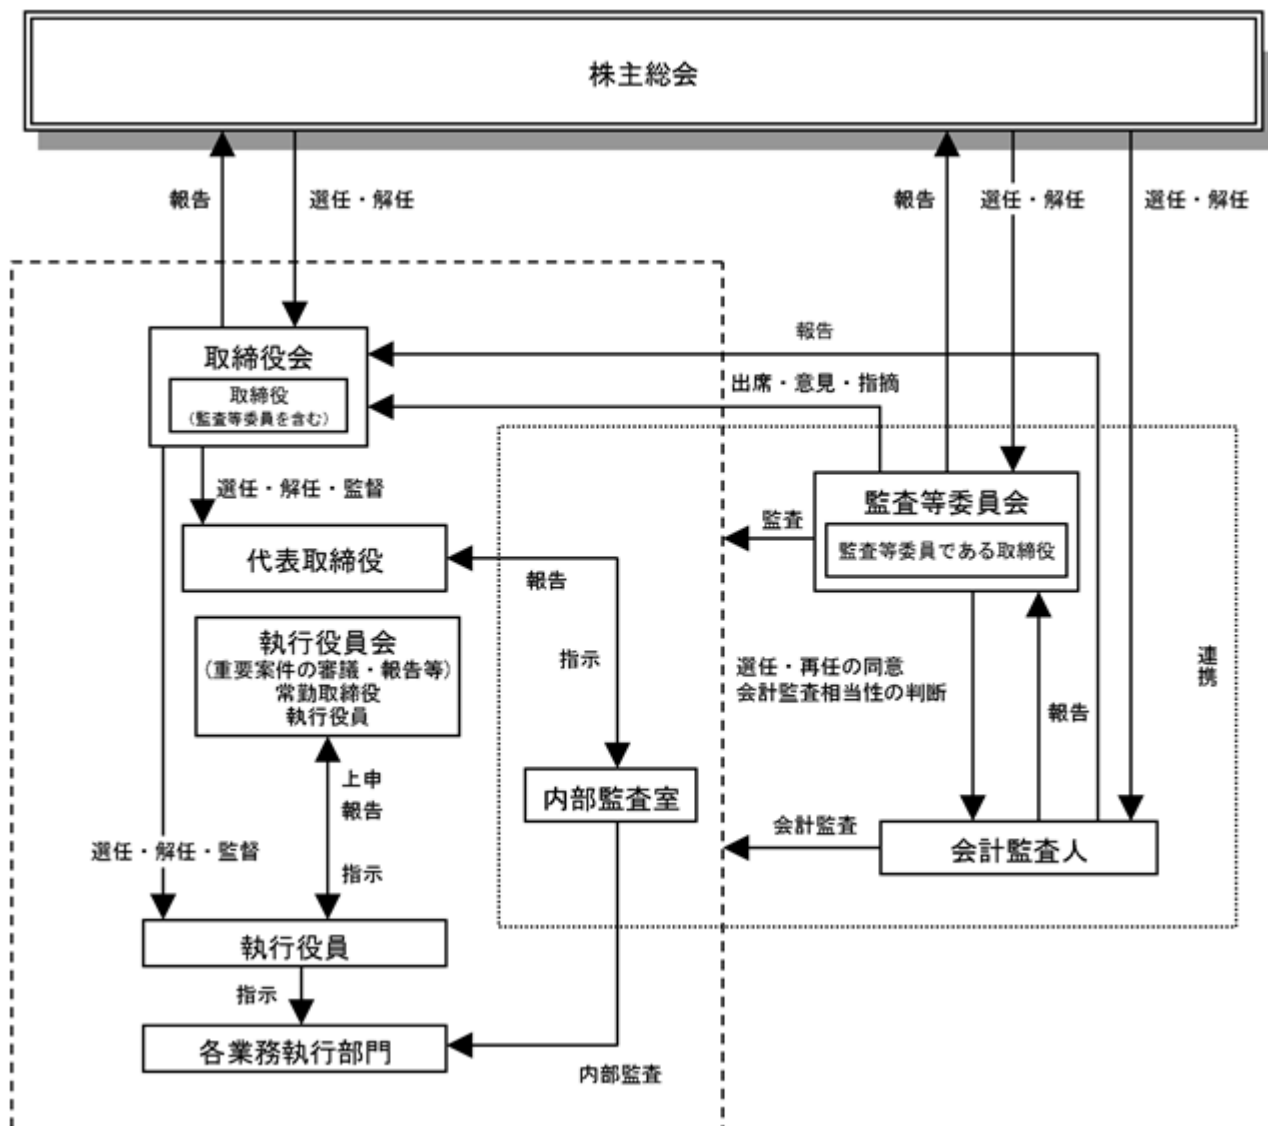 株主総会
報告
選任・解任
報告
選任・解任
選任・解任
報告
取締役会
取締役
（監査等委員を含む）
出席・意見・指摘
選任・解任・監督
監査等委員会
監査等委員である取締役
監査
代表取締役
報告
執行役員会
（重要案件の審議・報告等）
常勤取締役
執行役員
指示
選任・再任の同意
会計監査相当性の判断
連携
報告
上申
報告
内部監査室
会計監査
選任・解任・監督
指示
会計監査人
執行役員
指示
各業務執行部門
内部監査